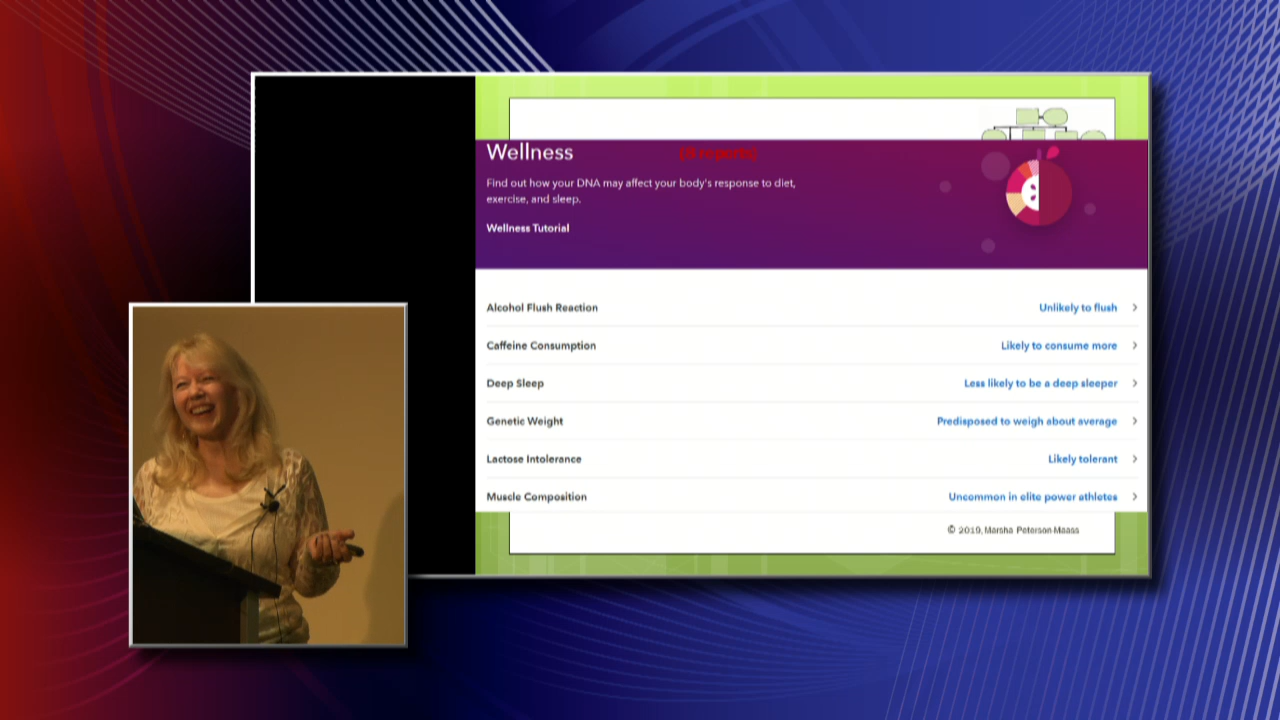 Wellness
(8 reports)
Find out how your DNA may affect your body's response to diet,
exercise, and sleep.
Wellness Tutorial
Alcohol Flush Reaction Unlikely to flush
Caffeine Consumption Likely to consume more
Deep Sleep Less likely to be a deep sleeper
Genetic Weight Predisposed to weigh about average
Lactose Intolerance Likely tolerant
Muscle Composition Uncommon in elite power athletes
© 2019, Marsha Peterson-Maass